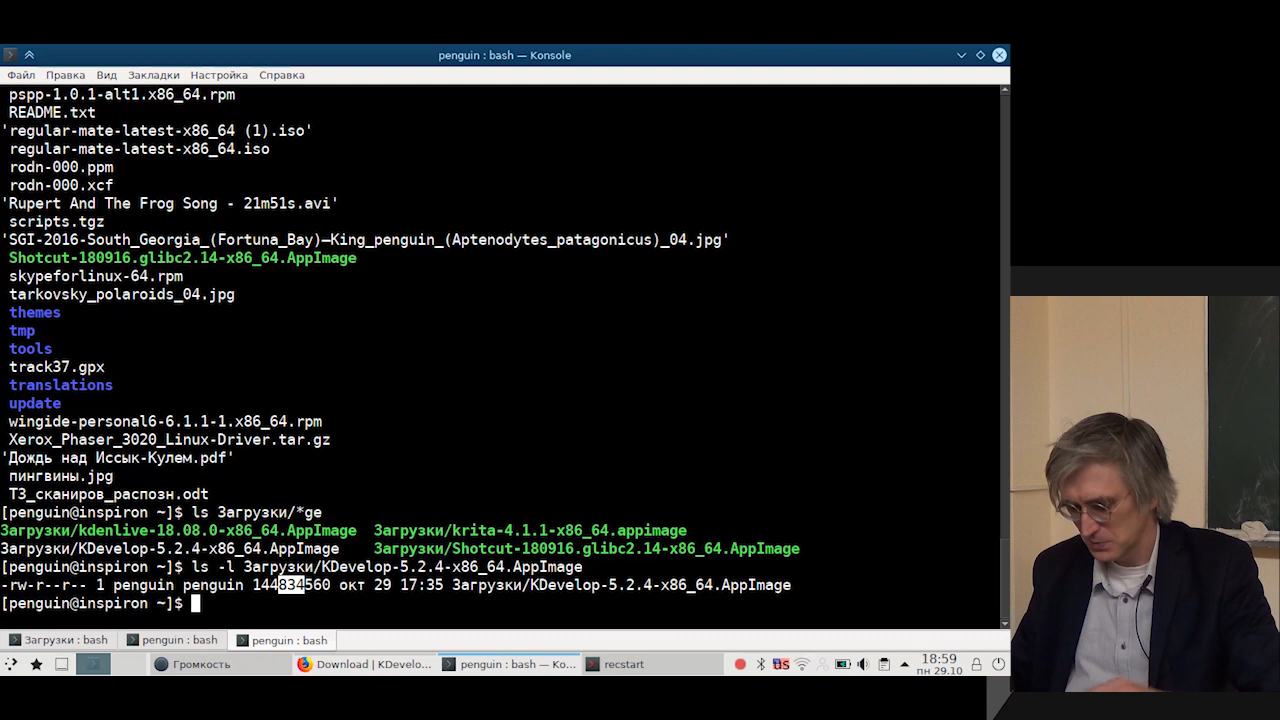 penguin : bash — Konsole
Файл Правка Вид Закладки Настройка Справка
pspp-1.0.1-alt1.x86_64.rpm
README.txt
'regular-mate-latest-x86_64 (1).iso'
regular-mate-latest-x86_64.iso
rodn-000.ppm
rodn-000.xcf
'Rupert And The Frog Song - 21m51s.avi'
scripts.tgz
'SGI-2016-South_Georgia_(Fortuna_Bay)—King_penguin_(Aptenodytes_patagonicus)_04.jpg'
Shotcut-180916.glibc2.14-x86_64.AppImage
skypeforlinux-64.rpm
tarkovsky_polaroids_04.jpg
themes
tmp
tools
track37.gpx
translations
update
wingide-personal6-6.1.1-1.x86_64.rpm
Xerox_Phaser_3020_Linux-Driver.tar.gz
'Дождь над Иссык-Кулем.pdf'
пингвины.jpg
ТЗ_сканиров_распозн.odt
[penguin@inspiron ~]$ ls Загрузки/*ge
Загрузки/kdenlive-18.08.0-x86_64.AppImage Загрузки/krita-4.1.1-x86_64.appimage
Загрузки/KDevelop-5.2.4-x86_64.AppImage Загрузки/Shotcut-180916.glibc2.14-x86_64.AppImage
[penguin@inspiron ~]$ ls -l Загрузки/KDevelop-5.2.4-x86_64.AppImage
-rw-r--r-- 1 penguin penguin 144834560 окт 29 17:35 Загрузки/KDevelop-5.2.4-x86_64.AppImage
[penguin@inspiron ~]$
Загрузки : bash penguin : bash penguin : bash
Громкость Download | KDevelo... penguin : bash — Ko... recstart US 18:59
пн 29.10